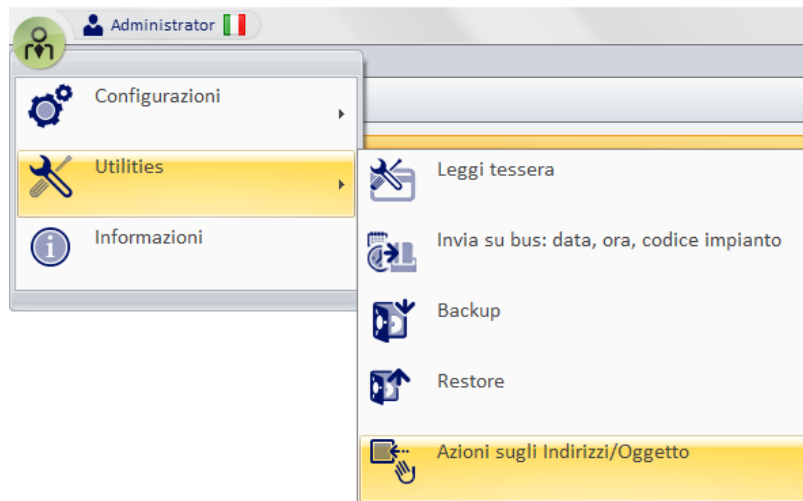 Administrator
Configurazioni
Utilities
Informazioni
Leggi tessera
Invia su bus: data, ora, codice impianto
Backup
Restore
Azioni sugli Indirizzi/Oggetto